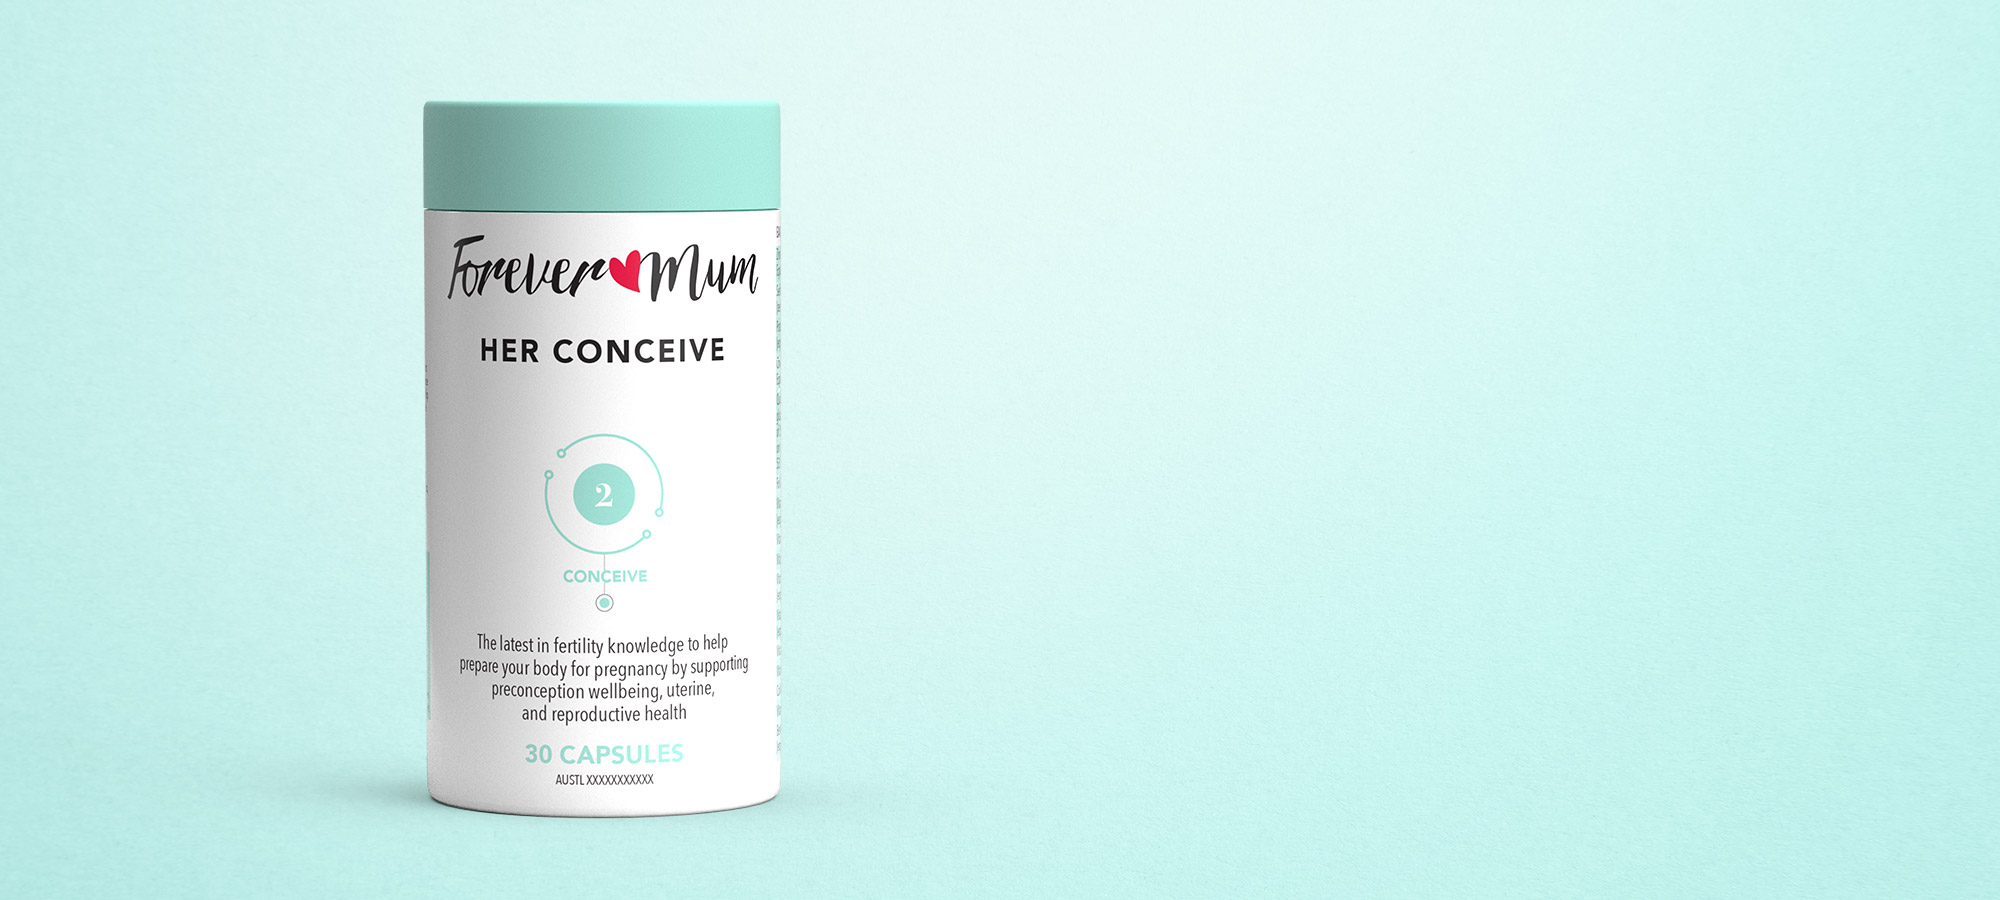 Forever Mum
HER CONCEIVE
2
CONCEIVE
The latest in fertility knowledge to help
prepare your body for pregnancy by supporting
preconception wellbeing, uterine,
and reproductive health
30 CAPSULES
AUSTL XXXXXXXXXXX